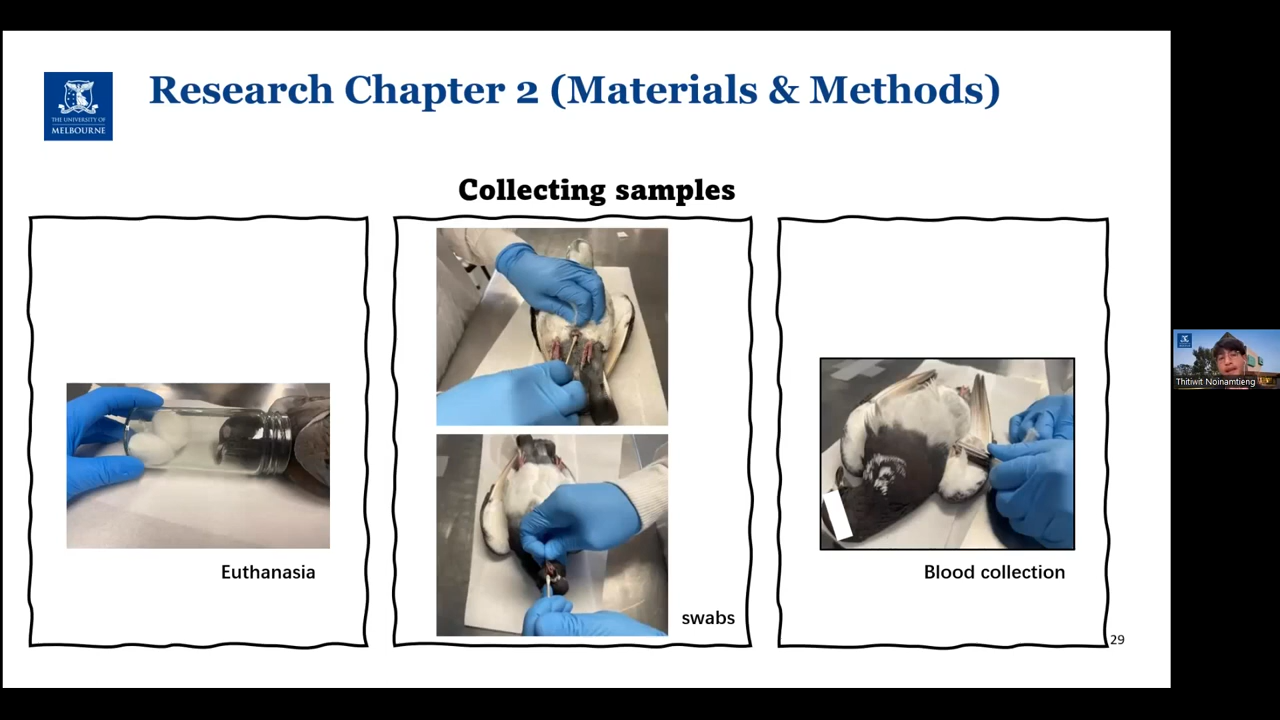 Research Chapter 2 (Materials & Methods)
THE UNIVERSITY OF
MELBOURNE
Collecting samples
Euthanasia
swabs
Blood collection
29
Thitiwit Noinamtieng